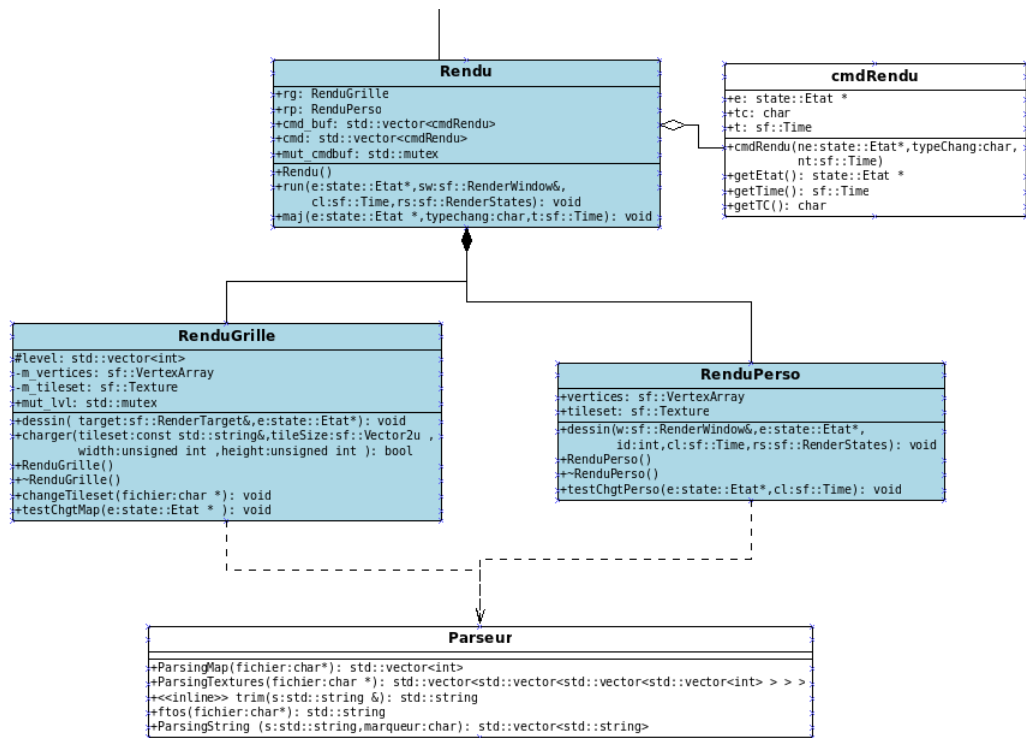 Rendu
+rg: RenduGrille
+rp: RenduPerso
+cmd_buf: std::vector<cmdRendu>
+cmd: std::vector<cmdRendu>
+mut_cmdbuf: std::mutex
+Rendu()
+run(e:state::Etat*,sw:sf::RenderWindow&,
cl:sf::Time,rs:sf::RenderStates): void
+maj(e:state::Etat *,typechang:char,t:sf::Time): void
cmdRendu
+e: state::Etat *
+tc: char
+t: sf::Time
+cmdRendu(ne:state::Etat*,typeChang:char,
nt:sf::Time)
+getEtat(): state::Etat *
+getTime(): sf::Time
+getTC(): char
RenduGrille
#level: std::vector<int>
-m_vertices: sf::VertexArray
-m_tileset: sf::Texture
+mut_lvl: std::mutex
+dessin( target:sf::RenderTarget&,e:state::Etat*): void
+charger(tileset:const std::string&,tileSize:sf::Vector2u ,
width:unsigned int ,height:unsigned int ): bool
+RenduGrille()
+~RenduGrille()
+changeTileset(fichier:char *): void
+testChgtMap(e:state::Etat * ): void
RenduPerso
+vertices: sf::VertexArray
+tileset: sf::Texture
+dessin(w:sf::RenderWindow&,e:state::Etat*,
id:int,cl:sf::Time,rs:sf::RenderStates): void
+RenduPerso()
+~RenduPerso()
+testChgtPerso(e:state::Etat*,cl:sf::Time): void
Parseur
+ParsingMap(fichier:char*): std::vector<int>
+ParsingTextures(fichier:char *): std::vector<std::vector<std::vector<std::vector<int> > > >
+<<inline>> trim(s:std::string &): std::string
+ftos(fichier:char*): std::string
+ParsingString (s:std::string,marqueur:char): std::vector<std::string>